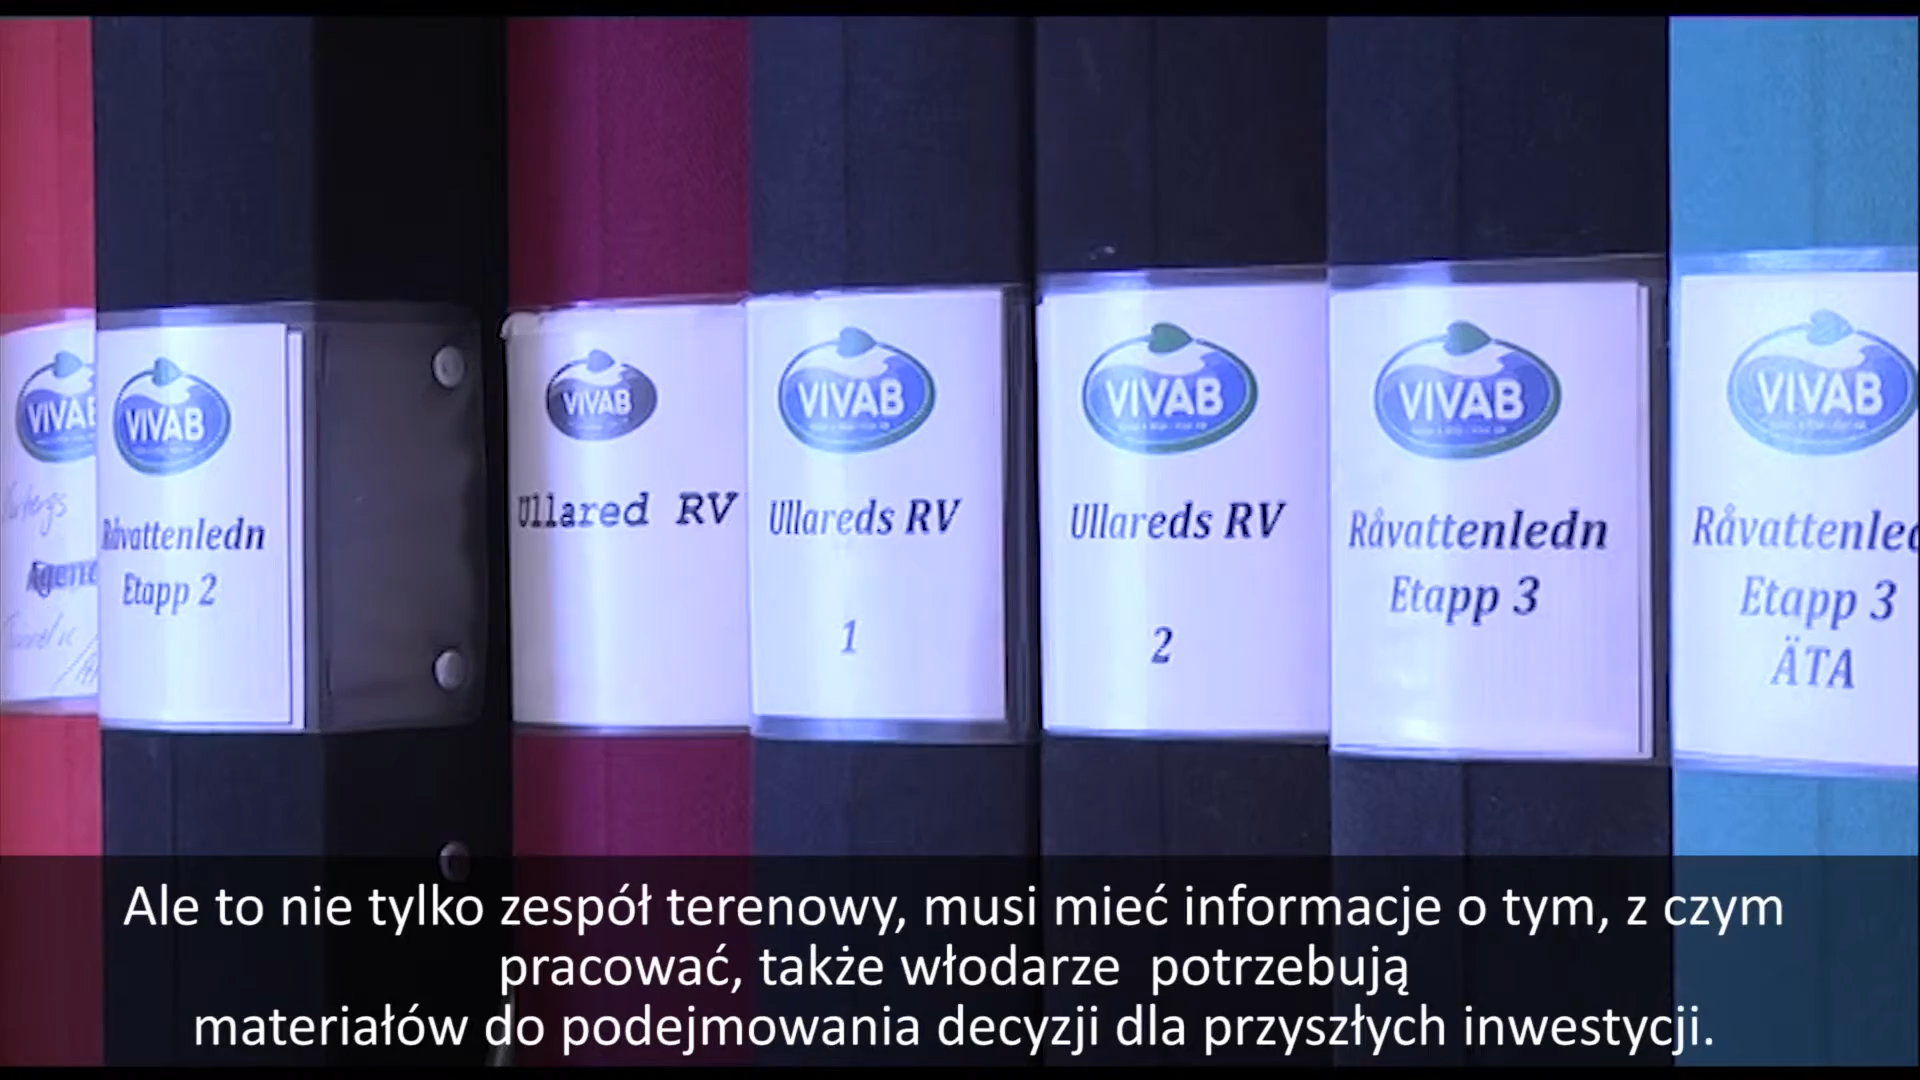 VIVAB
Råvattenledn
Etapp 2
VIVAB
Ullared RV
VIVAB
Ullareds RV
1
VIVAB
Ullareds RV
2
VIVAB
Råvattenledn
Etapp 3
VIVAB
Råvattenled
Etapp 3
ÄTA
Ale to nie tylko zespół terenowy, musi mieć informacje o tym, z czym
pracować, także włodarze potrzebują
materiałów do podejmowania decyzji dla przyszłych inwestycji.